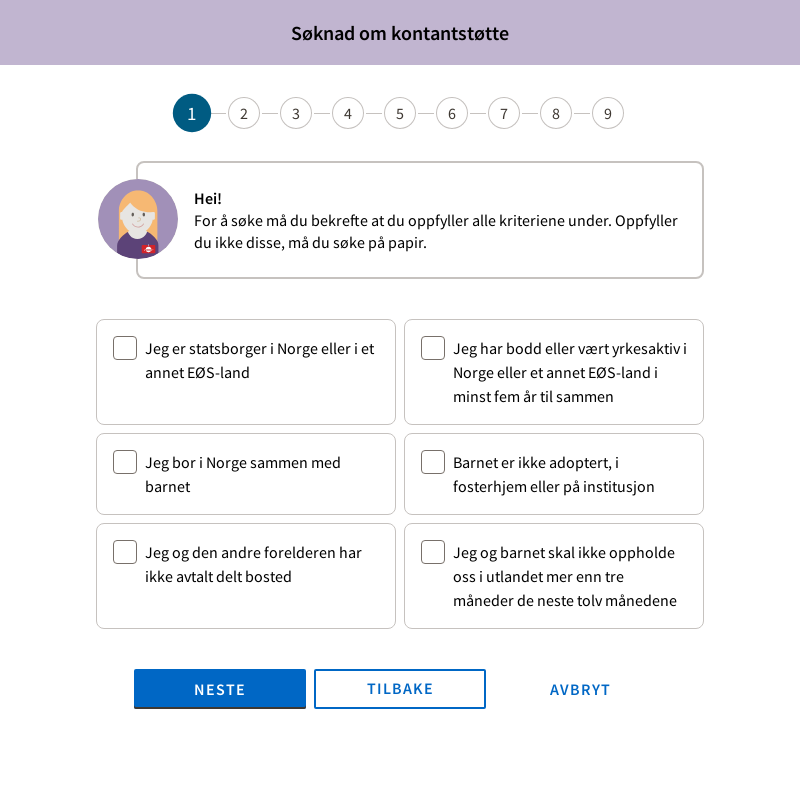 Søknad om kontantstøtte
1 2 3 4 5 6 7 8 9
Hei!
For å søke må du bekrefte at du oppfyller alle kriteriene under. Oppfyller
du ikke disse, må du søke på papir.
Jeg er statsborger i Norge eller i et
annet EØS-land
Jeg har bodd eller vært yrkesaktiv i
Norge eller et annet EØS-land i
minst fem år til sammen
Jeg bor i Norge sammen med
barnet
Barnet er ikke adoptert, i
fosterhjem eller på institusjon
Jeg og den andre forelderen har
ikke avtalt delt bosted
Jeg og barnet skal ikke oppholde
oss i utlandet mer enn tre
måneder de neste tolv månedene
NESTE TILBAKE AVBRYT